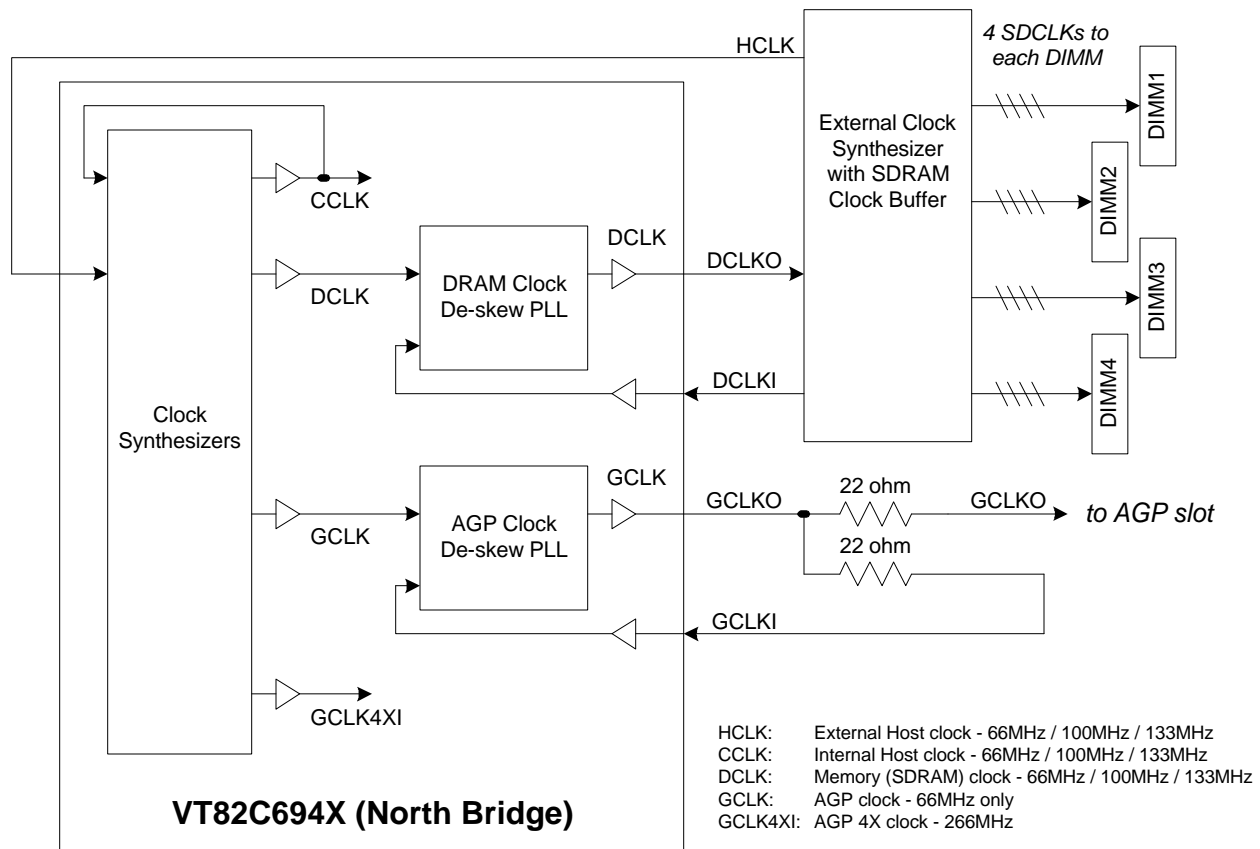 HCLK
4 SDCLKs to
each DIMM
DIMM1
External Clock
Synthesizer
with SDRAM
Clock Buffer
CCLK
DIMM2
DCLK
DCLK
DRAM Clock
De-skew PLL
DCLKO
DIMM3
DCLKI
DIMM4
Clock
Synthesizers
GCLK
GCLK
AGP Clock
De-skew PLL
GCLKO
22 ohm
GCLKO
to AGP slot
22 ohm
GCLKI
GCLK4XI
VT82C694X (North Bridge)
HCLK: External Host clock - 66MHz / 100MHz / 133MHz
CCLK: Internal Host clock - 66MHz / 100MHz / 133MHz
DCLK: Memory (SDRAM) clock - 66MHz / 100MHz / 133MHz
GCLK: AGP clock - 66MHz only
GCLK4XI: AGP 4X clock - 266MHz